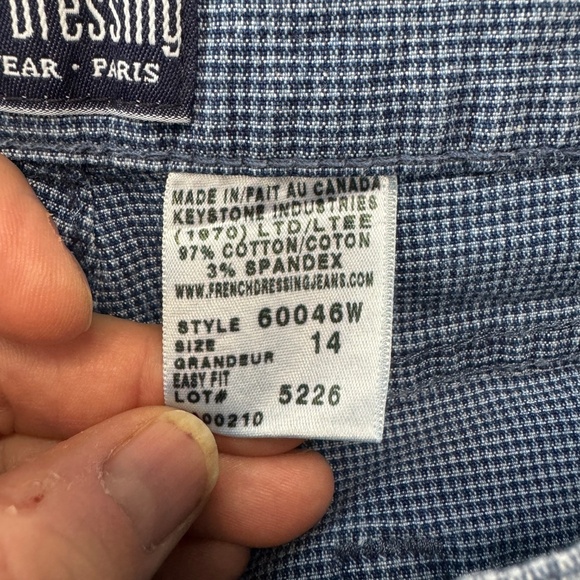 Dressing
EAR · PARIS
MADE IN/FAIT AU CANADA
KEYSTONE INDUSTRIES
(1970) LTD/LTEE
97% COTTON/COTON
3% SPANDEX
WWW.FRENCHDRESSINGJEANS.COM
STYLE 60046W
SIZE 14
GRANDEUR
EASY FIT
LOT# 5226
00210